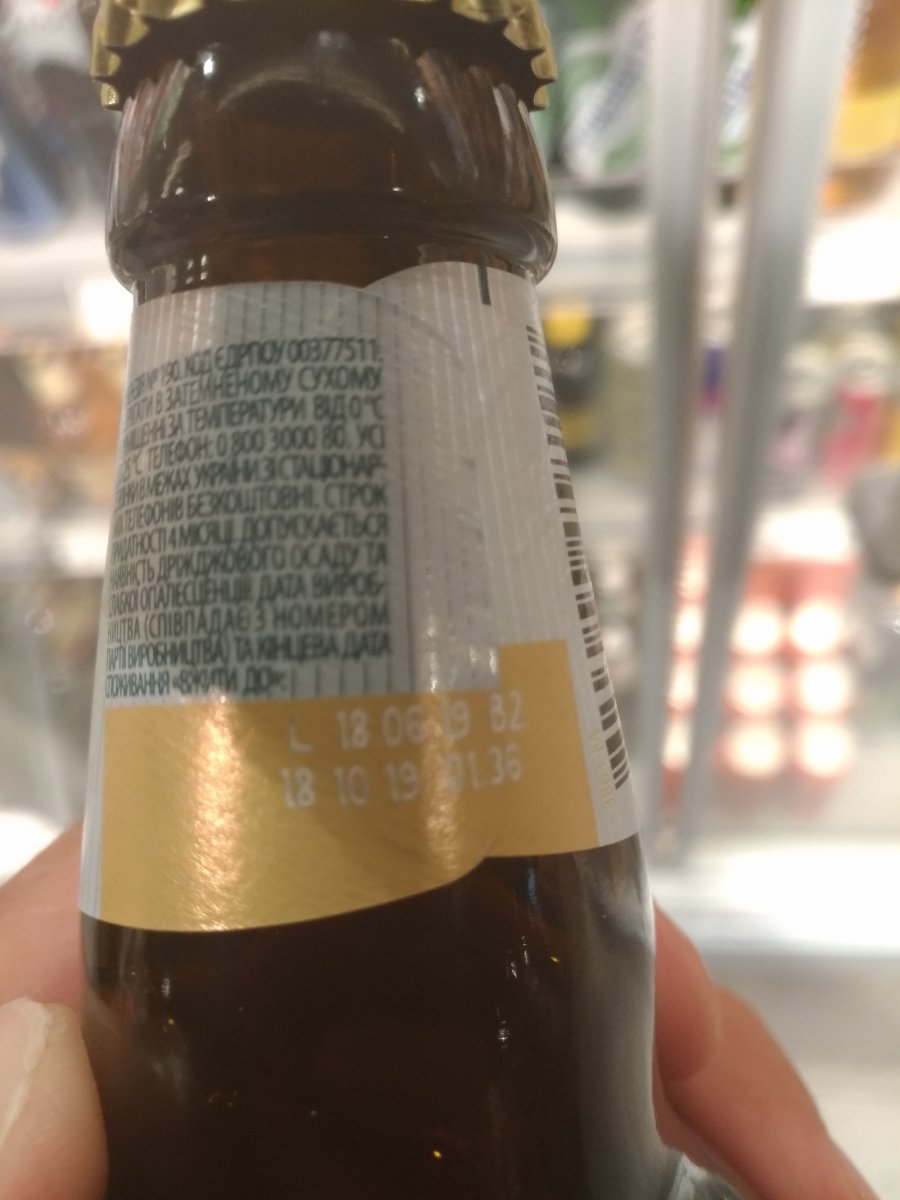 № 190. КОД ЄДРПОУ 00377511.
В ЗАТЕМНЕНОМУ СУХОМУ
ЗА ТЕМПЕРАТУРИ ВІД 0 °С
ТЕЛЕФОН: 0 800 3000 80. УСІ
В МЕЖАХ УКРАЇНИ ЗІ СТАЦІОНАР-
ТЕЛЕФОНІВ БЕЗКОШТОВНІ. СТРОК
4 МІСЯЦІ. ДОПУСКАЄТЬСЯ
ДРІЖДЖОВОГО ОСАДУ ТА
СЛАБКОЇ ОПАЛЕСЦЕНЦІЇ. ДАТА ВИРОБ-
НИЦТВА (СПІВПАДАЄ З НОМЕРОМ
ПАРТІЇ ВИРОБНИЦТВА) ТА КІНЦЕВА ДАТА
СПОЖИВАННЯ «ВЖИТИ ДО»:
L 18 06 19 B2
18 10 19 01.36